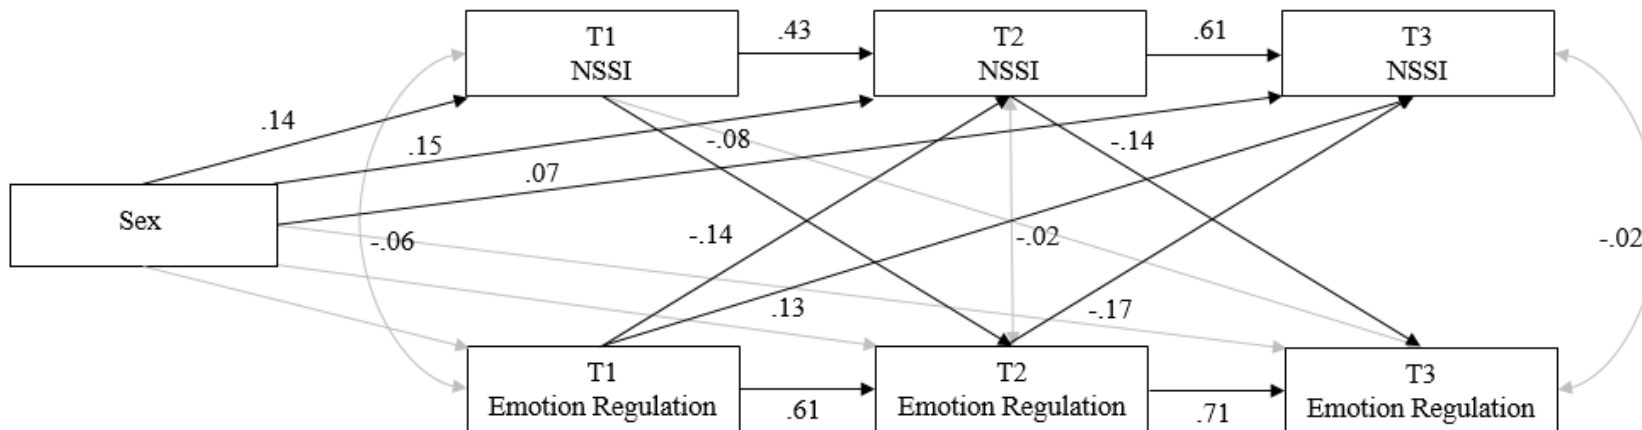 T1
NSSI
.43
T2
NSSI
.61
T3
NSSI
.14
.15
-.08
-.14
.07
Sex
-.06
-.14
-.02
-.02
.13
-.17
T1
Emotion Regulation
.61
T2
Emotion Regulation
.71
T3
Emotion Regulation